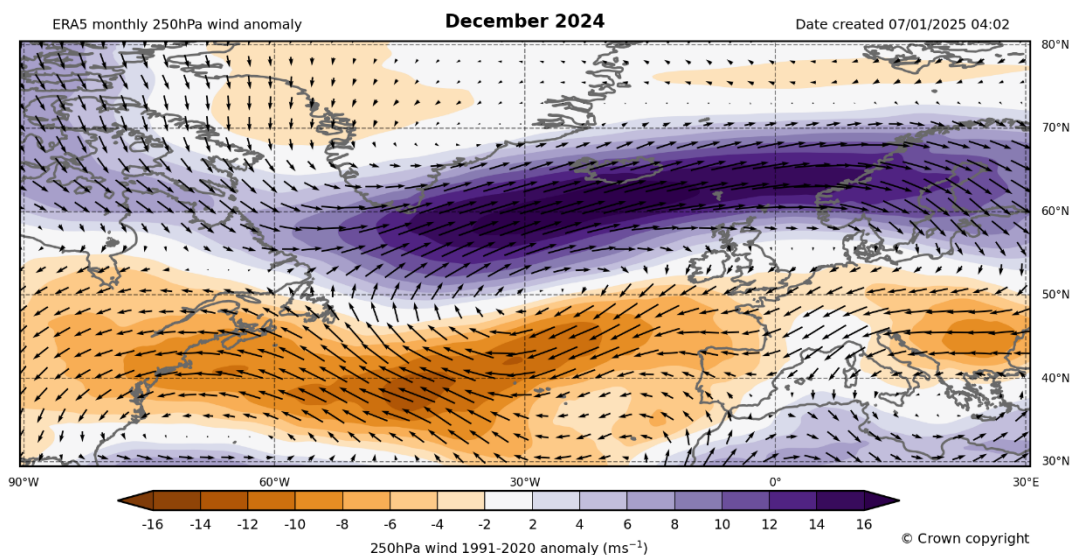 ERA5 monthly 250hPa wind anomaly December 2024 Date created 07/01/2025 04:02
80°N
70°N
60°N
50°N
40°N
30°N
90°W 60°W 30°W 0° 30°E
-16 -14 -12 -10 -8 -6 -4 -2 2 4 6 8 10 12 14 16
250hPa wind 1991-2020 anomaly (ms⁻¹)
© Crown copyright